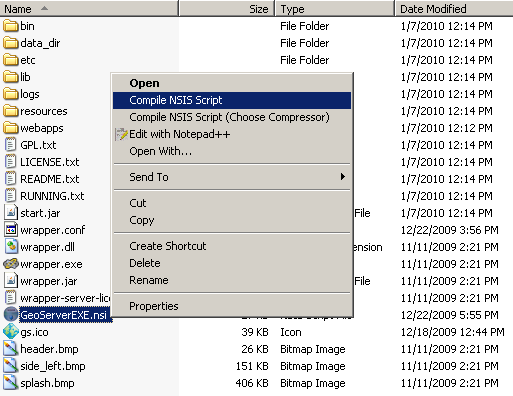 Name Size Type Date Modified
bin File Folder 1/7/2010 12:14 PM
data_dir File Folder 1/7/2010 12:14 PM
etc File Folder 1/7/2010 12:14 PM
lib 1/7/2010 12:14 PM
logs Open 1/7/2010 12:14 PM
resources Compile NSIS Script 1/7/2010 12:14 PM
webapps Compile NSIS Script (Choose Compressor) 1/7/2010 12:14 PM
GPL.txt Edit with Notepad++ 1/7/2010 12:14 PM
LICENSE.txt Open With... 1/7/2010 12:14 PM
README.txt Send To 1/7/2010 12:14 PM
RUNNING.txt Cut 1/7/2010 12:14 PM
start.jar Copy File 1/7/2010 12:14 PM
wrapper.conf 12/22/2009 3:56 PM
wrapper.dll Create Shortcut 11/11/2009 2:21 PM
wrapper.exe Delete 11/11/2009 2:21 PM
wrapper.jar Rename File 11/11/2009 2:21 PM
wrapper-server-lice Properties 11/11/2009 2:21 PM
GeoServerEXE.nsi 12/22/2009 5:55 PM
gs.ico 39 KB Icon 12/18/2009 12:44 PM
header.bmp 26 KB Bitmap Image 11/11/2009 2:21 PM
side_left.bmp 151 KB Bitmap Image 11/11/2009 2:21 PM
splash.bmp 406 KB Bitmap Image 11/11/2009 2:21 PM